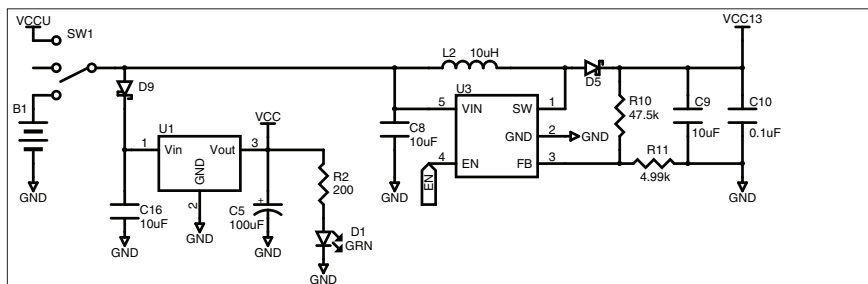 VCCU
SW1
VCC13
L2
10uH
D9
D5
B1
U3
5
VIN
SW
1
GND
2
GND
4
EN
FB
3
EN
R10
47.5k
C9
10uF
C10
0.1uF
R11
4.99k
GND
C8
10uF
GND
U1
1
Vin
Vout
3
GND
2
GND
VCC
R2
200
C16
10uF
GND
C5
+
100uF
GND
D1
GRN
GND
GND